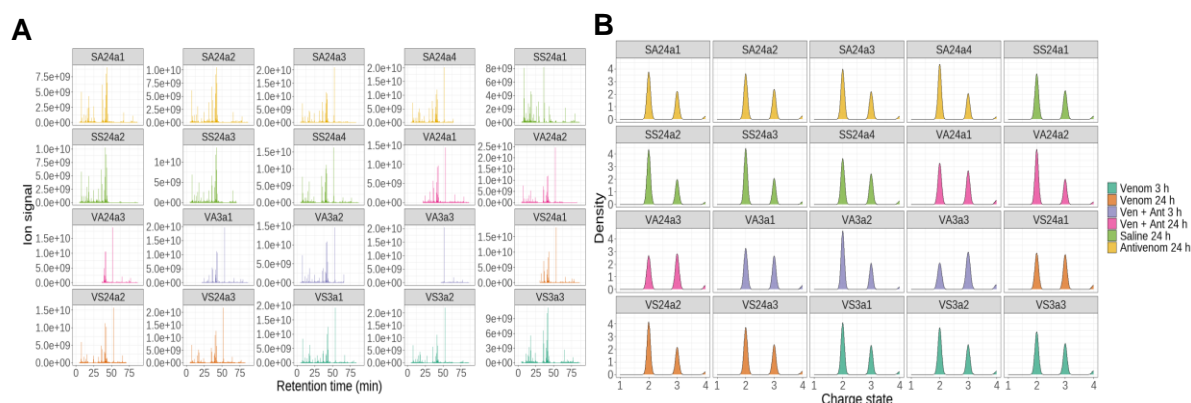 A
B
SA24a1 SA24a2 SA24a3 SA24a4 SS24a1
7.5e+09 5.0e+09 2.5e+09 0.0e+00
1.0e+10 7.5e+09 5.0e+09 2.5e+09 0.0e+00
2.0e+10 1.5e+10 1.0e+10 5.0e+09 0.0e+00
2.0e+10 1.5e+10 1.0e+10 5.0e+09 0.0e+00
8e+09 6e+09 4e+09 2e+09 0e+00
SS24a2 SS24a3 SS24a4 VA24a1 VA24a2
1.0e+10 7.5e+09 5.0e+09 2.5e+09 0.0e+00
1e+10 5e+09 0e+00
1.5e+10 1.0e+10 5.0e+09 0.0e+00
1.5e+10 1.0e+10 5.0e+09 0.0e+00
2.5e+10 2.0e+10 1.5e+10 1.0e+10 5.0e+09 0.0e+00
VA24a3 VA3a1 VA3a2 VA3a3 VS24a1
1.5e+10 1.0e+10 5.0e+09 0.0e+00
2.0e+10 1.5e+10 1.0e+10 5.0e+09 0.0e+00
1.5e+10 1.0e+10 5.0e+09 0.0e+00
2.0e+10 1.5e+10 1.0e+10 5.0e+09 0.0e+00
1.5e+10 1.0e+10 5.0e+09 0.0e+00
VS24a2 VS24a3 VS3a1 VS3a2 VS3a3
1.5e+10 1.0e+10 5.0e+09 0.0e+00
2.0e+10 1.5e+10 1.0e+10 5.0e+09 0.0e+00
2.0e+10 1.5e+10 1.0e+10 5.0e+09 0.0e+00
2.0e+10 1.5e+10 1.0e+10 5.0e+09 0.0e+00
9e+09 6e+09 3e+09 0e+00
0 25 50 75 0 25 50 75 0 25 50 75 0 25 50 75 0 25 50 75
Ion signal
Retention time (min)
SA24a1 SA24a2 SA24a3 SA24a4 SS24a1
4 3 2 1 0
SS24a2 SS24a3 SS24a4 VA24a1 VA24a2
4 3 2 1 0
VA24a3 VA3a1 VA3a2 VA3a3 VS24a1
4 3 2 1 0
VS24a2 VS24a3 VS3a1 VS3a2 VS3a3
4 3 2 1 0
1 2 3 4 1 2 3 4 1 2 3 4 1 2 3 4 1 2 3 4
Density
Charge state
Venom 3 h
Venom 24 h
Ven + Ant 3 h
Ven + Ant 24 h
Saline 24 h
Antivenom 24 h